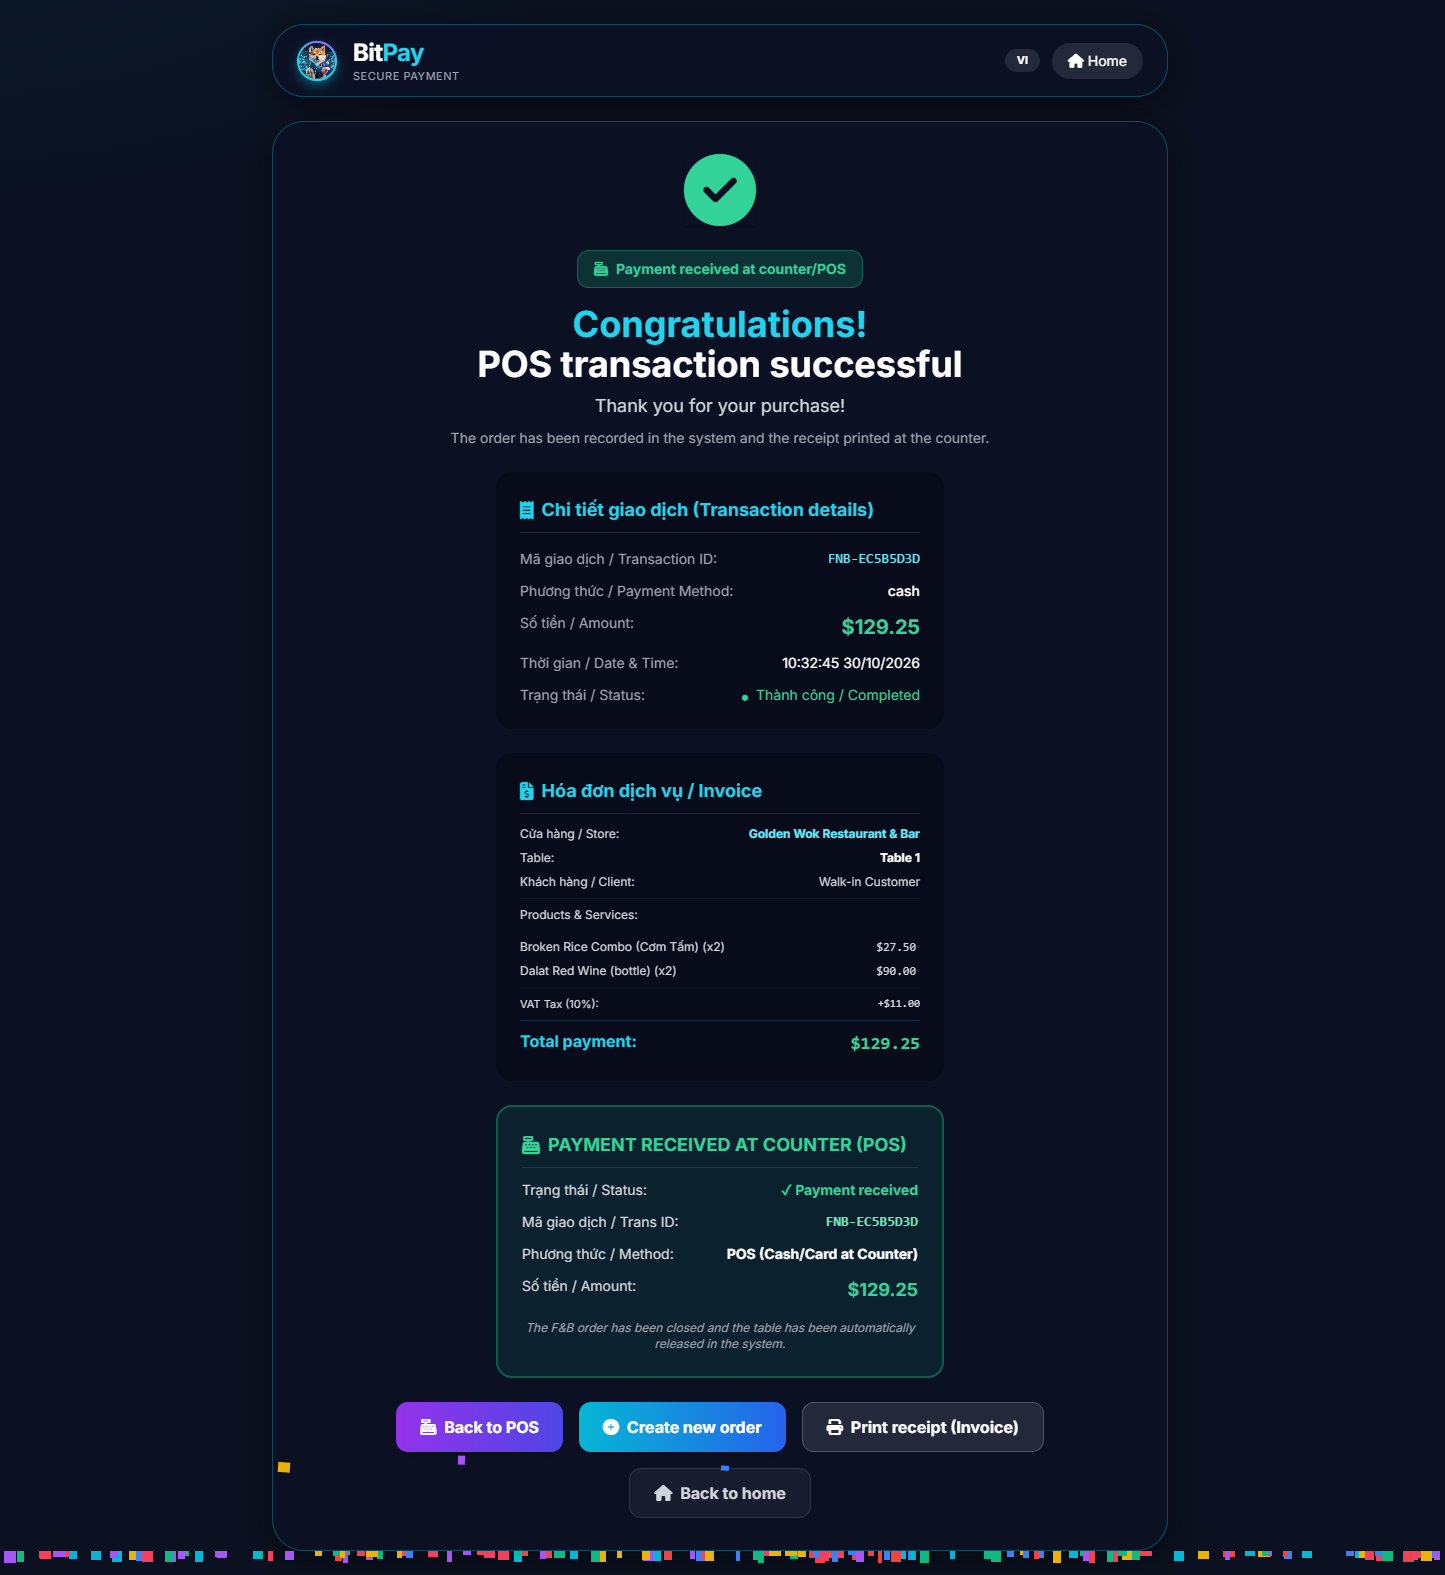 BitPay
SECURE PAYMENT
VI
Home
Payment received at counter/POS
Congratulations!
POS transaction successful
Thank you for your purchase!
The order has been recorded in the system and the receipt printed at the counter.
Chi tiết giao dịch (Transaction details)
Mã giao dịch / Transaction ID: FNB-EC5B5D3D
Phương thức / Payment Method: cash
Số tiền / Amount: $129.25
Thời gian / Date & Time: 10:32:45 30/10/2026
Trạng thái / Status: Thành công / Completed
Hóa đơn dịch vụ / Invoice
Cửa hàng / Store: Golden Wok Restaurant & Bar
Table: Table 1
Khách hàng / Client: Walk-in Customer
Products & Services:
Broken Rice Combo (Cơm Tấm) (x2) $27.50
Dalat Red Wine (bottle) (x2) $90.00
VAT Tax (10%): +$11.00
Total payment: $129.25
PAYMENT RECEIVED AT COUNTER (POS)
Trạng thái / Status: ✓ Payment received
Mã giao dịch / Trans ID: FNB-EC5B5D3D
Phương thức / Method: POS (Cash/Card at Counter)
Số tiền / Amount: $129.25
The F&B order has been closed and the table has been automatically
released in the system.
Back to POS
Create new order
Print receipt (Invoice)
Back to home